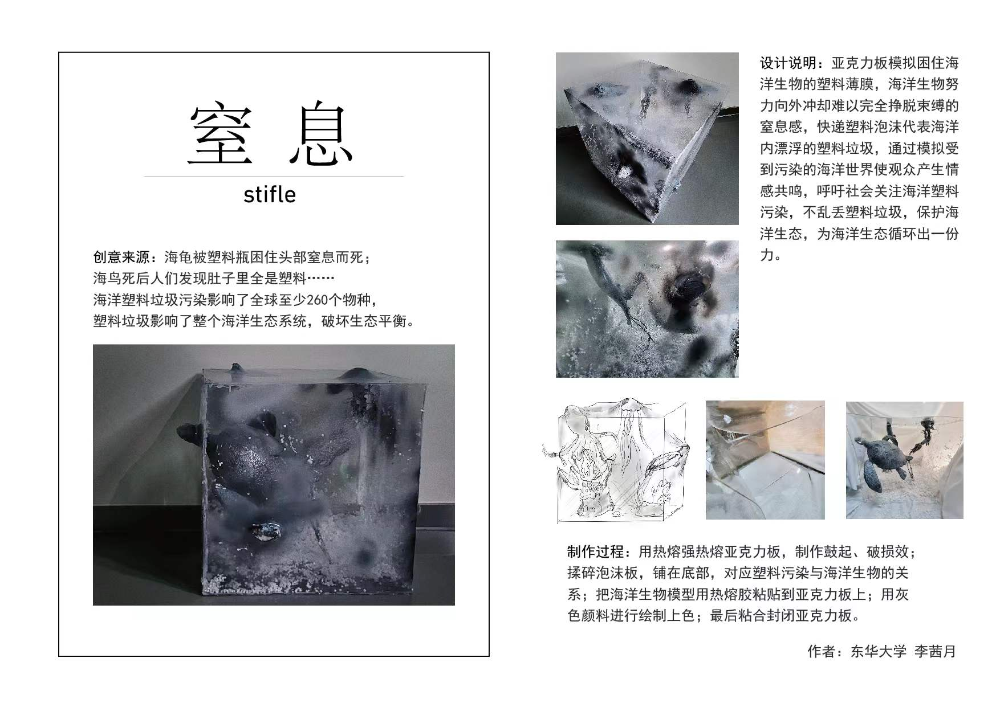 窒息
stifle
创意来源：海龟被塑料瓶困住头部窒息而死；
海鸟死后人们发现肚子里全是塑料……
海洋塑料垃圾污染影响了全球至少260个物种，
塑料垃圾影响了整个海洋生态系统，破坏生态平衡。
设计说明：亚克力板模拟困住海
洋生物的塑料薄膜，海洋生物努
力向外冲却难以完全挣脱束缚的
窒息感，快递塑料泡沫代表海洋
内漂浮的塑料垃圾，通过模拟受
到污染的海洋世界使观众产生情
感共鸣，呼吁社会关注海洋塑料
污染，不乱丢塑料垃圾，保护海
洋生态，为海洋生态循环出一份
力。
制作过程：用热熔强热熔亚克力板，制作鼓起、破损效；
揉碎泡沫板，铺在底部，对应塑料污染与海洋生物的关
系；把海洋生物模型用热熔胶粘贴到亚克力板上；用灰
色颜料进行绘制上色；最后粘合封闭亚克力板。
作者：东华大学 李茜月